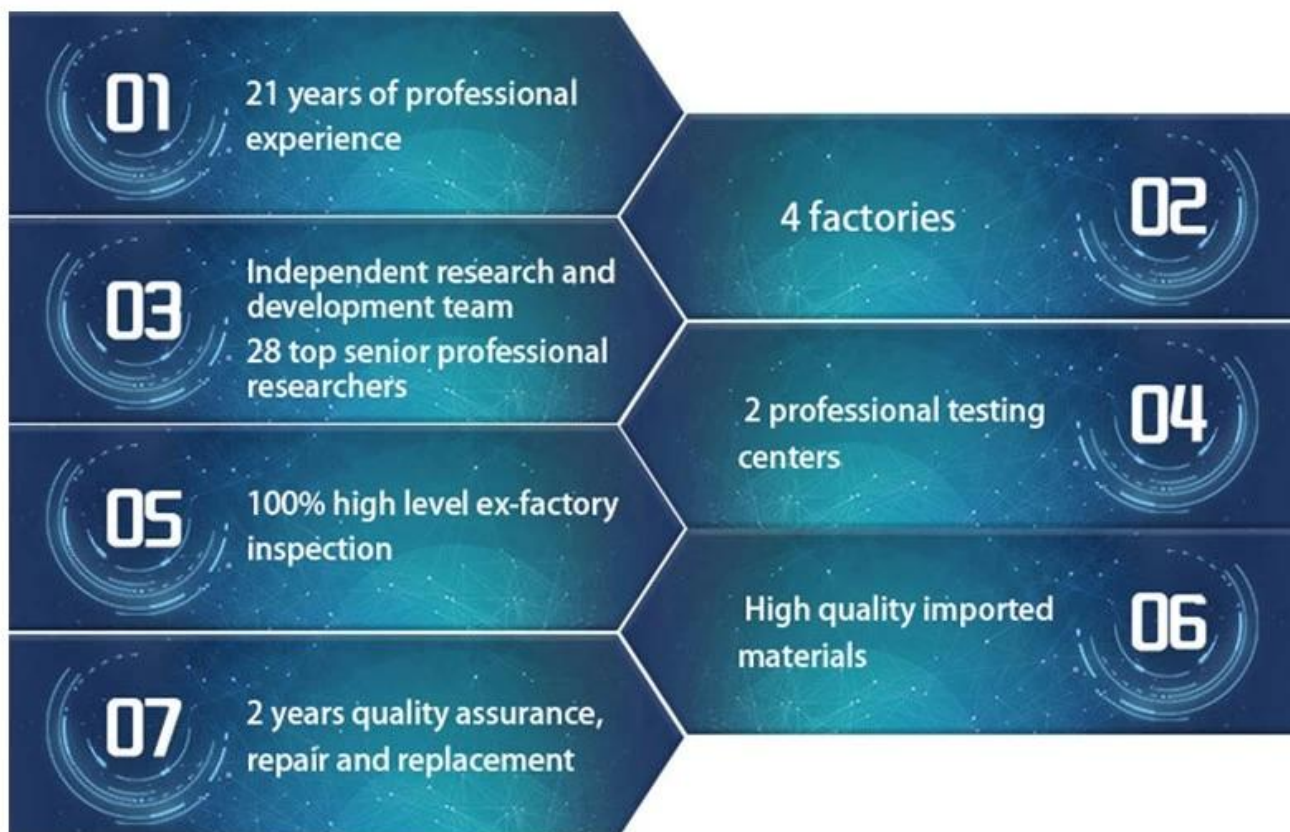 01
21 years of professional
experience
02
4 factories
03
Independent research and
development team
28 top senior professional
researchers
04
2 professional testing
centers
05
100% high level ex-factory
inspection
06
High quality imported
materials
07
2 years quality assurance,
repair and replacement